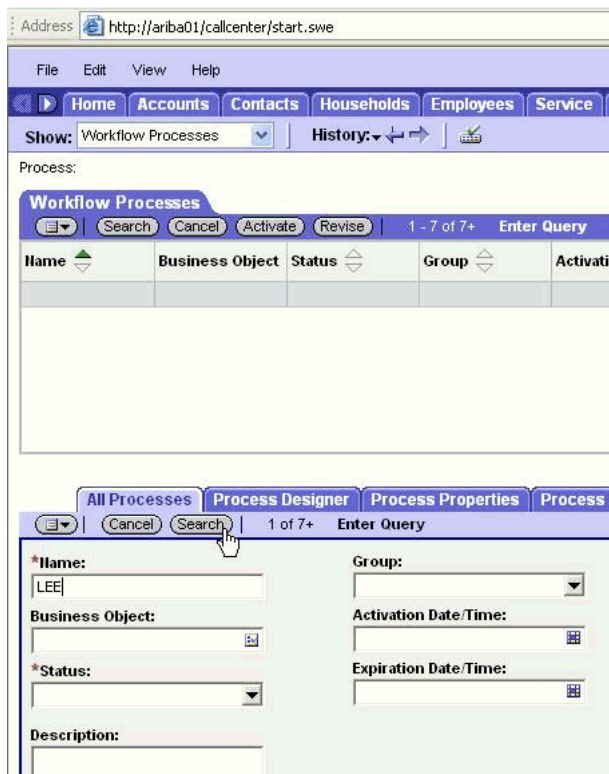 Address http://ariba01/callcenter/start.swe
File Edit View Help
Home Accounts Contacts Households Employees Service
Show: Workflow Processes History:
Process:
Workflow Processes
Search Cancel Activate Revise 1 - 7 of 7+ Enter Query
Name Business Object Status Group Activati
All Processes Process Designer Process Properties Process
Cancel Search 1 of 7+ Enter Query
*Name: Group:
LEE
Business Object: Activation Date/Time:
*Status: Expiration Date/Time:
Description: